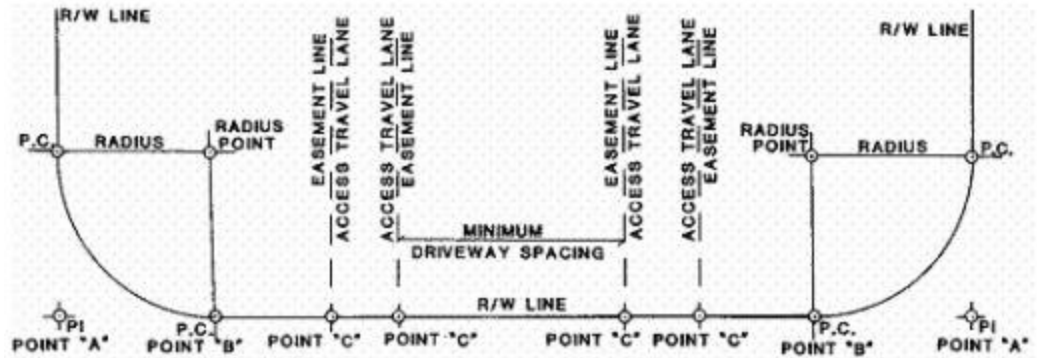 R/W LINE
R/W LINE
EASEMENT LINE
ACCESS TRAVEL LANE
ACCESS TRAVEL LANE
EASEMENT LINE
EASEMENT LINE
ACCESS TRAVEL LANE
ACCESS TRAVEL LANE
EASEMENT LINE
P.C.
RADIUS
RADIUS
POINT
RADIUS
POINT
RADIUS
P.C.
MINIMUM
DRIVEWAY SPACING
R/W LINE
PI
POINT "A"
P.C.
POINT "B"
POINT "C"
POINT "C"
POINT "C"
POINT "C"
P.C.
POINT "B"
PI
POINT "A"